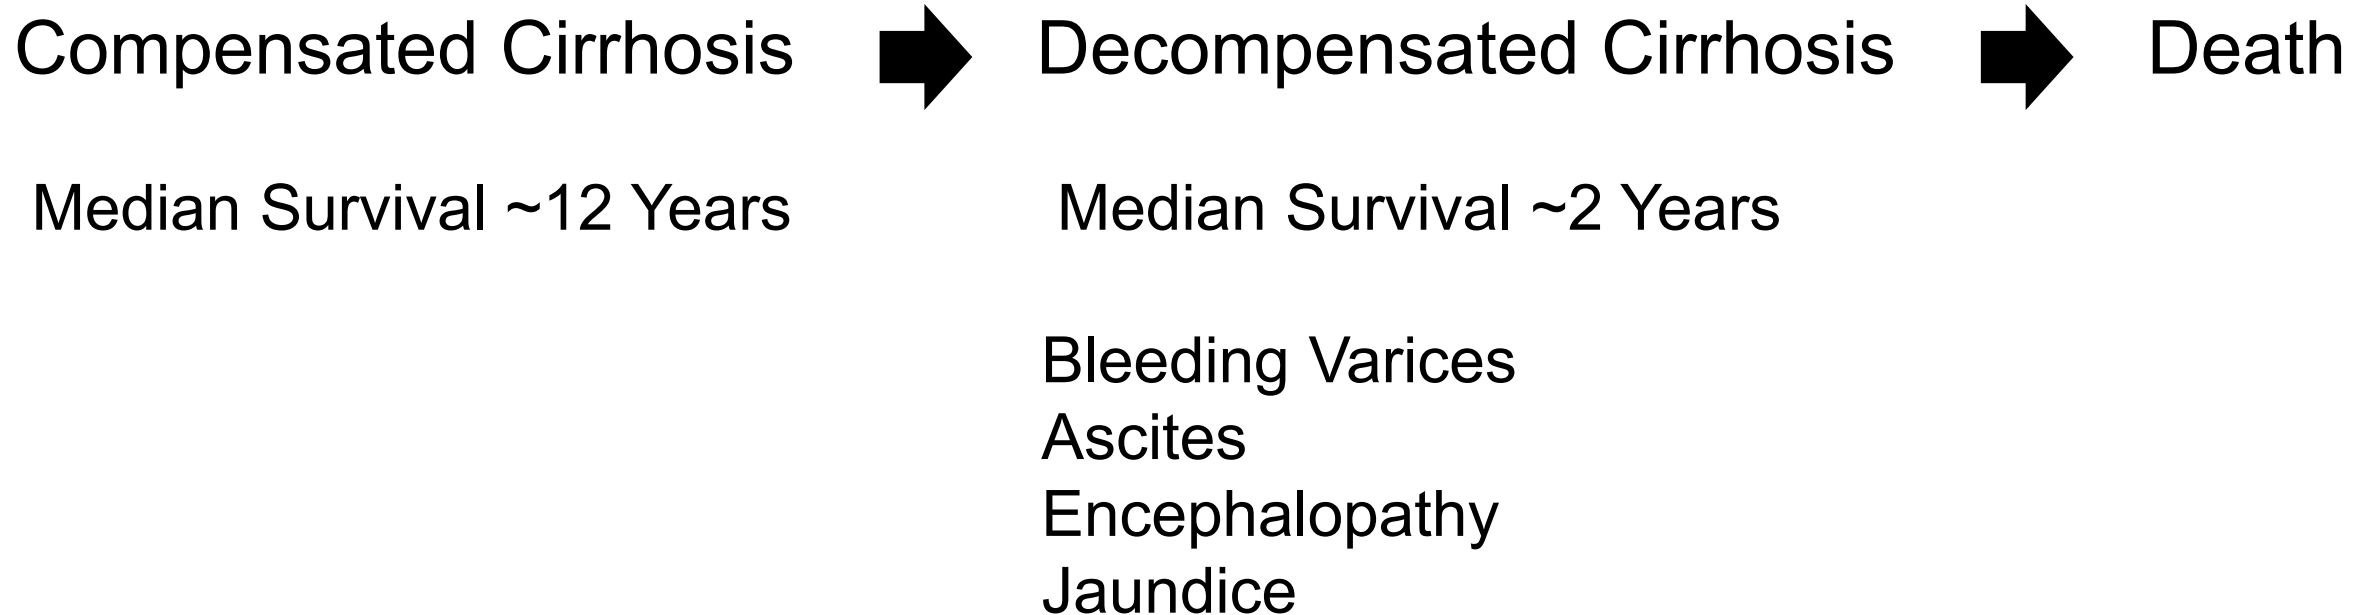 Compensated Cirrhosis Decompensated Cirrhosis Death
Median Survival ~12 Years Median Survival ~2 Years
Bleeding Varices
Ascites
Encephalopathy
Jaundice